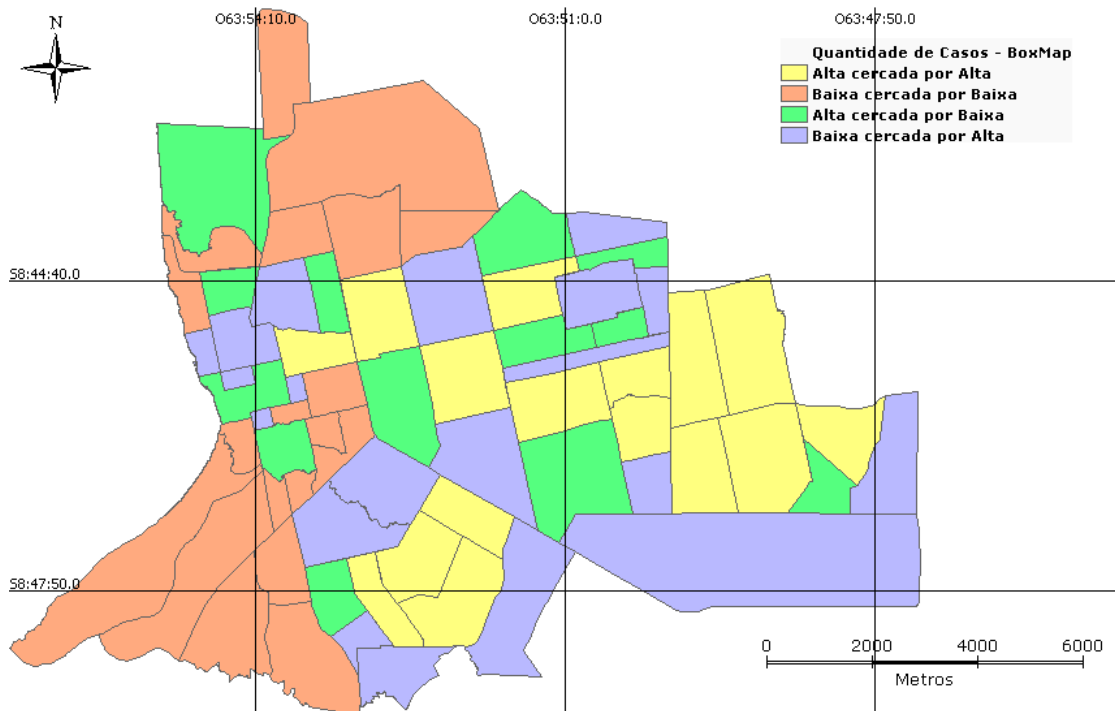 O63:54:10.0 O63:51:0.0 O63:47:50.0
N
Quantidade de Casos - BoxMap
Alta cercada por Alta
Baixa cercada por Baixa
Alta cercada por Baixa
Baixa cercada por Alta
S8:44:40.0
S8:47:50.0
0 2000 4000 6000
Metros